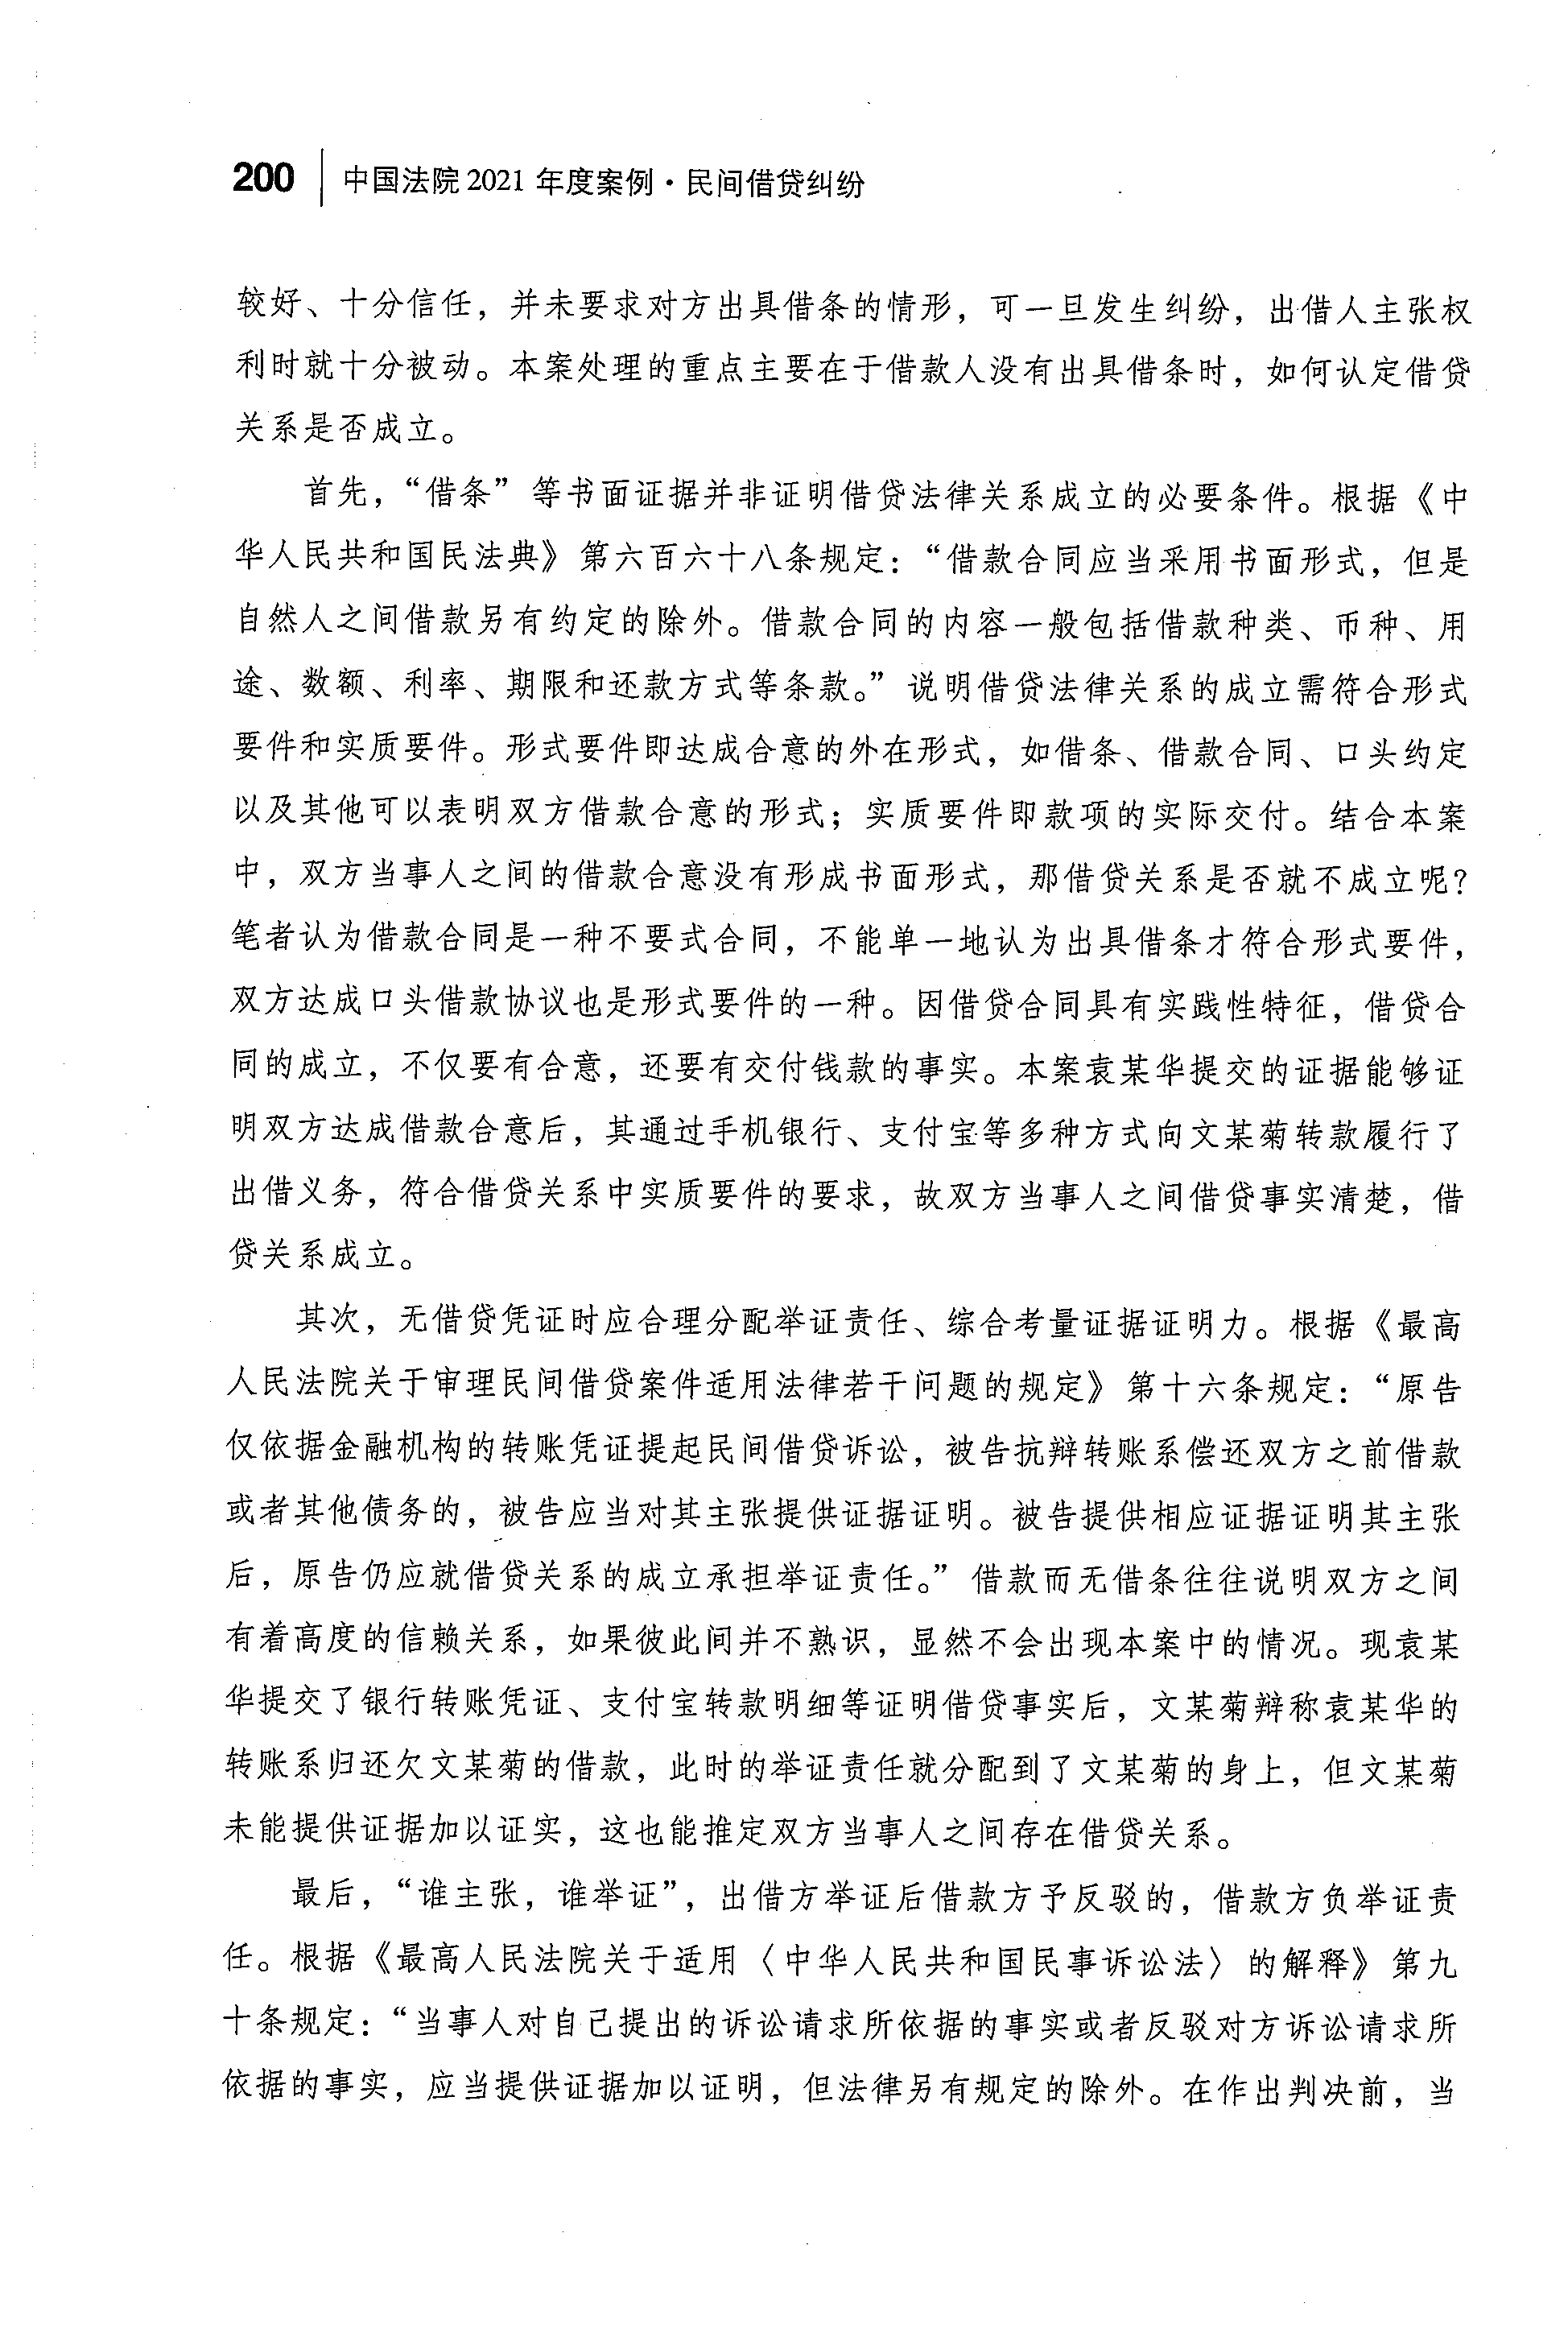 200 中国法院2021年度案例·民间借贷纠纷
较好、十分信任，并未要求对方出具借条的情形，可一旦发生纠纷，出借人主张权
利时就十分被动。本案处理的重点主要在于借款人没有出具借条时，如何认定借贷
关系是否成立。
首先，“借条”等书面证据并非证明借贷法律关系成立的必要条件。根据《中
华人民共和国民法典》第六百六十八条规定：“借款合同应当采用书面形式，但是
自然人之间借款另有约定的除外。借款合同的内容一般包括借款种类、币种、用
途、数额、利率、期限和还款方式等条款。”说明借贷法律关系的成立需符合形式
要件和实质要件。形式要件即达成合意的外在形式，如借条、借款合同、口头约定
以及其他可以表明双方借款合意的形式；实质要件即款项的实际交付。结合本案
中，双方当事人之间的借款合意没有形成书面形式，那借贷关系是否就不成立呢？
笔者认为借款合同是一种不要式合同，不能单一地认为出具借条才符合形式要件，
双方达成口头借款协议也是形式要件的一种。因借贷合同具有实践性特征，借贷合
同的成立，不仅要有合意，还要有交付钱款的事实。本案袁某华提交的证据能够证
明双方达成借款合意后，其通过手机银行、支付宝等多种方式向文某菊转款履行了
出借义务，符合借贷关系中实质要件的要求，故双方当事人之间借贷事实清楚，借
贷关系成立。
其次，无借贷凭证时应合理分配举证责任、综合考量证据证明力。根据《最高
人民法院关于审理民间借贷案件适用法律若干问题的规定》第十六条规定：“原告
仅依据金融机构的转账凭证提起民间借贷诉讼，被告抗辩转账系偿还双方之前借款
或者其他债务的，被告应当对其主张提供证据证明。被告提供相应证据证明其主张
后，原告仍应就借贷关系的成立承担举证责任。”借款而无借条往往说明双方之间
有着高度的信赖关系，如果彼此间并不熟识，显然不会出现本案中的情况。现袁某
华提交了银行转账凭证、支付宝转款明细等证明借贷事实后，文某菊辩称袁某华的
转账系归还欠文某菊的借款，此时的举证责任就分配到了文某菊的身上，但文某菊
未能提供证据加以证实，这也能推定双方当事人之间存在借贷关系。
最后，“谁主张，谁举证”，出借方举证后借款方予反驳的，借款方负举证责
任。根据《最高人民法院关于适用〈中华人民共和国民事诉讼法〉的解释》第九
十条规定：“当事人对自己提出的诉讼请求所依据的事实或者反驳对方诉讼请求所
依据的事实，应当提供证据加以证明，但法律另有规定的除外。在作出判决前，当